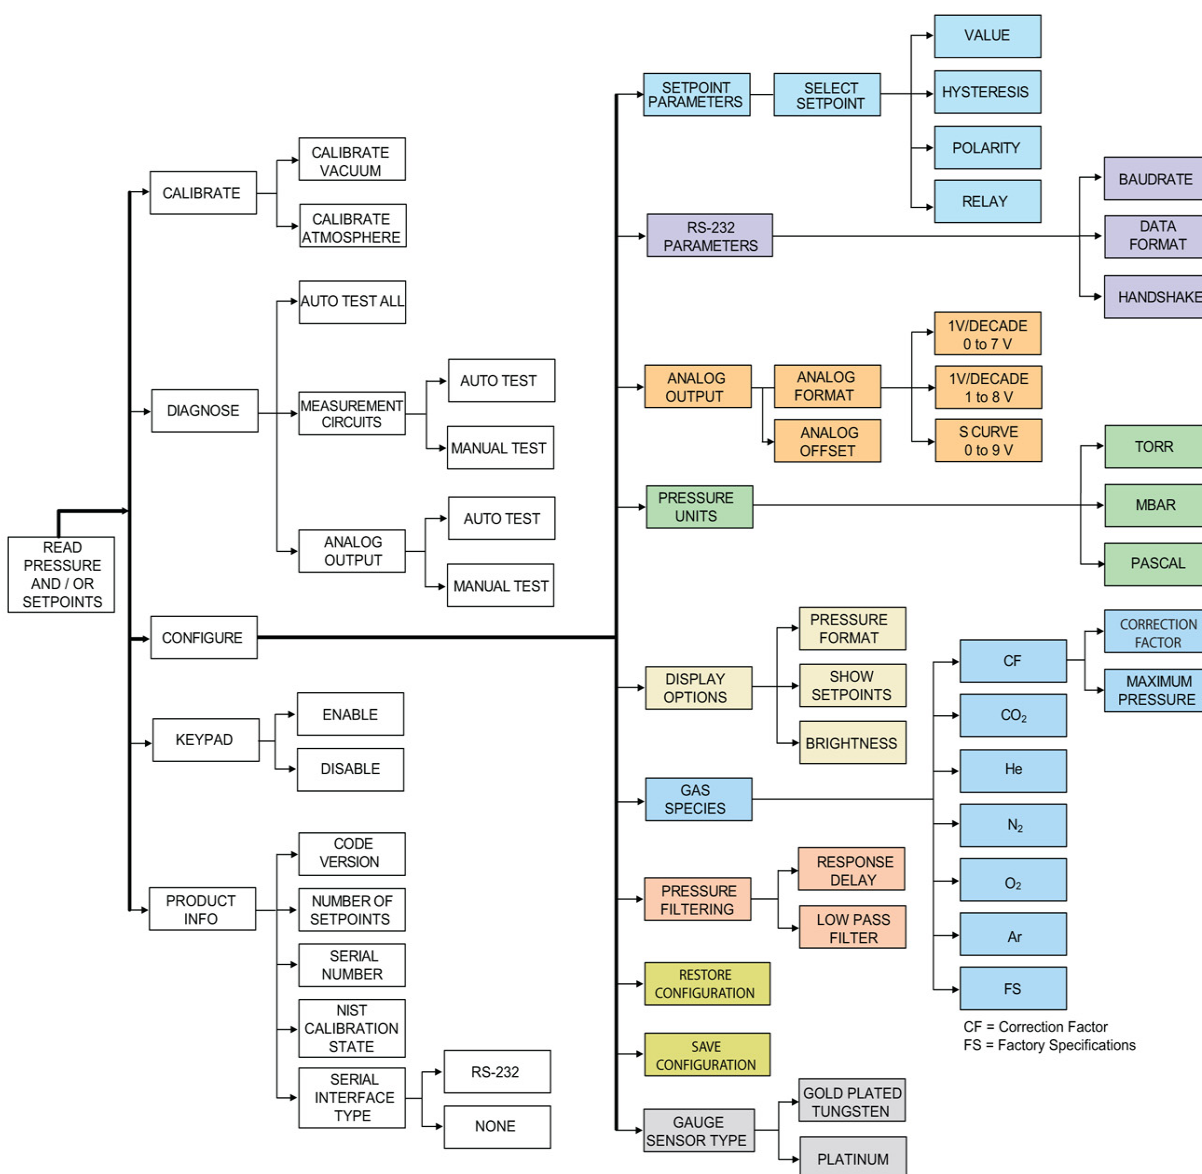 READ
PRESSURE
AND / OR
SETPOINTS
CALIBRATE
CALIBRATE
VACUUM
CALIBRATE
ATMOSPHERE
DIAGNOSE
AUTO TEST ALL
MEASUREMENT
CIRCUITS
AUTO TEST
MANUAL TEST
ANALOG
OUTPUT
AUTO TEST
MANUAL TEST
CONFIGURE
KEYPAD
ENABLE
DISABLE
PRODUCT
INFO
CODE
VERSION
NUMBER OF
SETPOINTS
SERIAL
NUMBER
NIST
CALIBRATION
STATE
SERIAL
INTERFACE
TYPE
RS-232
NONE
SETPOINT
PARAMETERS
SELECT
SETPOINT
VALUE
HYSTERESIS
POLARITY
RELAY
RS-232
PARAMETERS
BAUDRATE
DATA
FORMAT
HANDSHAKE
ANALOG
OUTPUT
ANALOG
FORMAT
1V/DECADE
0 to 7 V
1V/DECADE
1 to 8 V
S CURVE
0 to 9 V
ANALOG
OFFSET
PRESSURE
UNITS
TORR
MBAR
PASCAL
DISPLAY
OPTIONS
PRESSURE
FORMAT
SHOW
SETPOINTS
BRIGHTNESS
GAS
SPECIES
CF
CORRECTION
FACTOR
MAXIMUM
PRESSURE
CO₂
He
N₂
O₂
Ar
FS
CF = Correction Factor
FS = Factory Specifications
PRESSURE
FILTERING
RESPONSE
DELAY
LOW PASS
FILTER
RESTORE
CONFIGURATION
SAVE
CONFIGURATION
GAUGE
SENSOR TYPE
GOLD PLATED
TUNGSTEN
PLATINUM